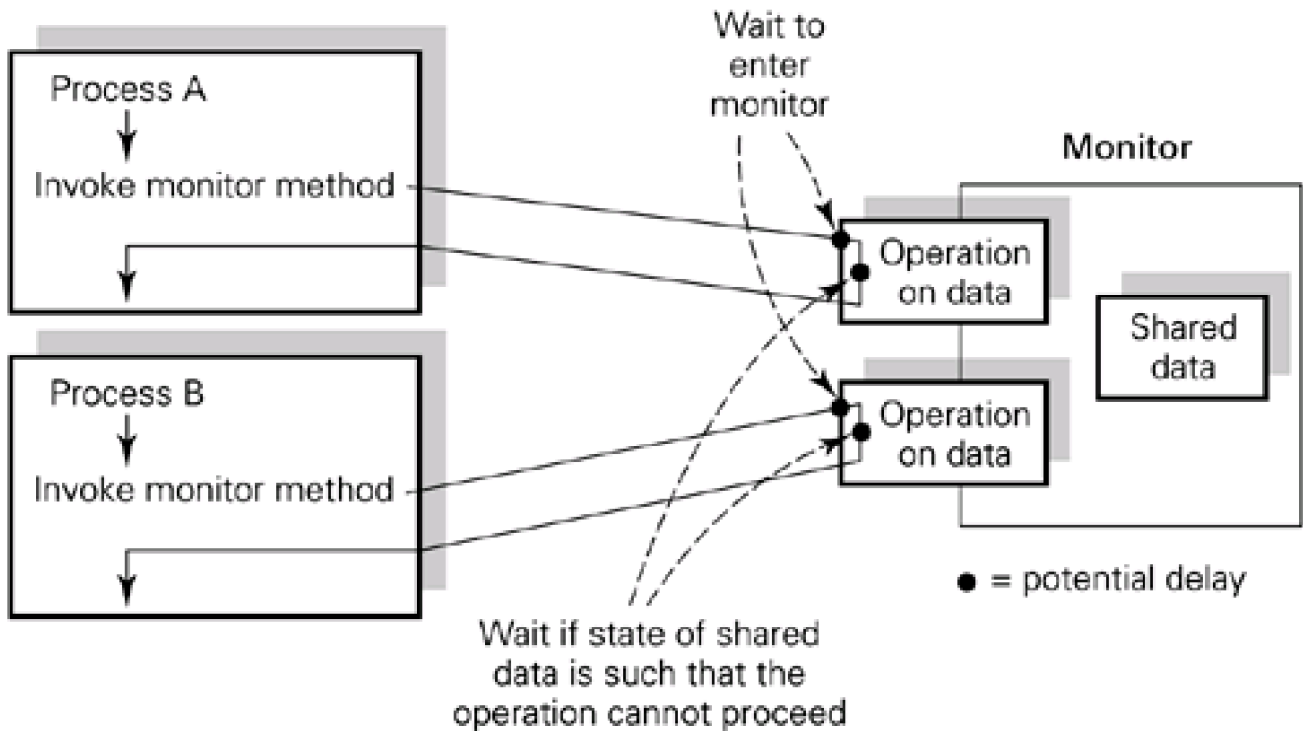 Process A
Invoke monitor method
Process B
Invoke monitor method
Wait to
enter
monitor
Monitor
Operation
on data
Shared
data
Operation
on data
● = potential delay
Wait if state of shared
data is such that the
operation cannot proceed